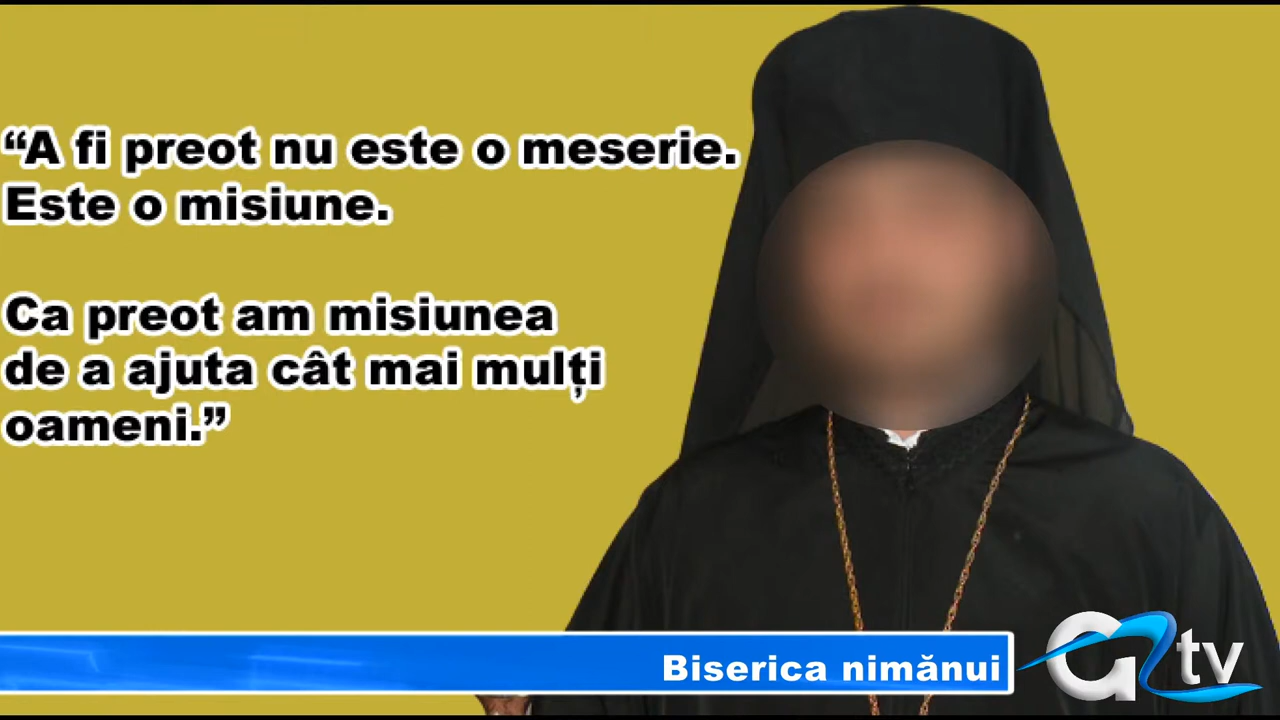 “A fi preot nu este o meserie.
Este o misiune.
Ca preot am misiunea
de a ajuta cât mai mulți
oameni.”
Biserica nimănui
a2tv